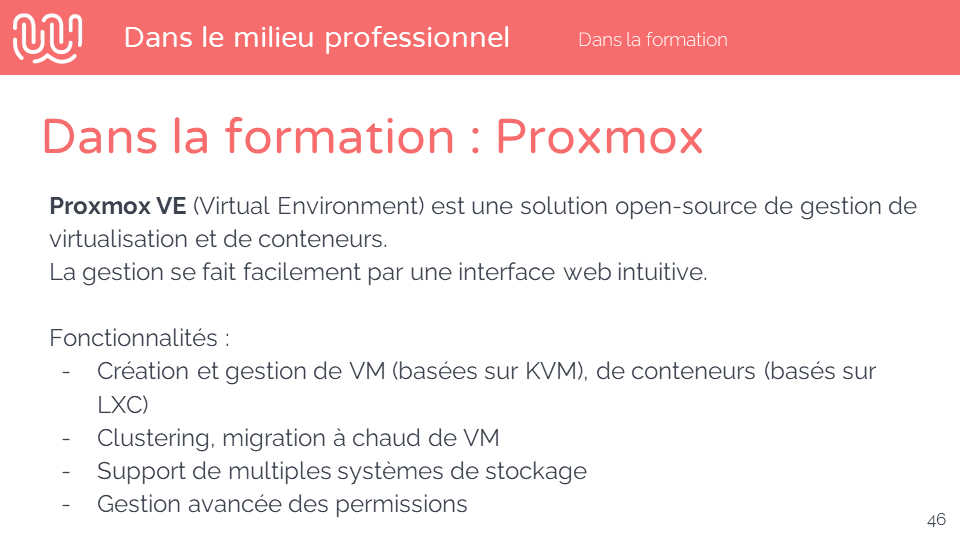 Dans le milieu professionnel
Dans la formation
Dans la formation : Proxmox
Proxmox VE (Virtual Environment) est une solution open-source de gestion de
virtualisation et de conteneurs.
La gestion se fait facilement par une interface web intuitive.
Fonctionnalités :
- Création et gestion de VM (basées sur KVM), de conteneurs (basés sur
LXC)
- Clustering, migration à chaud de VM
- Support de multiples systèmes de stockage
- Gestion avancée des permissions
46